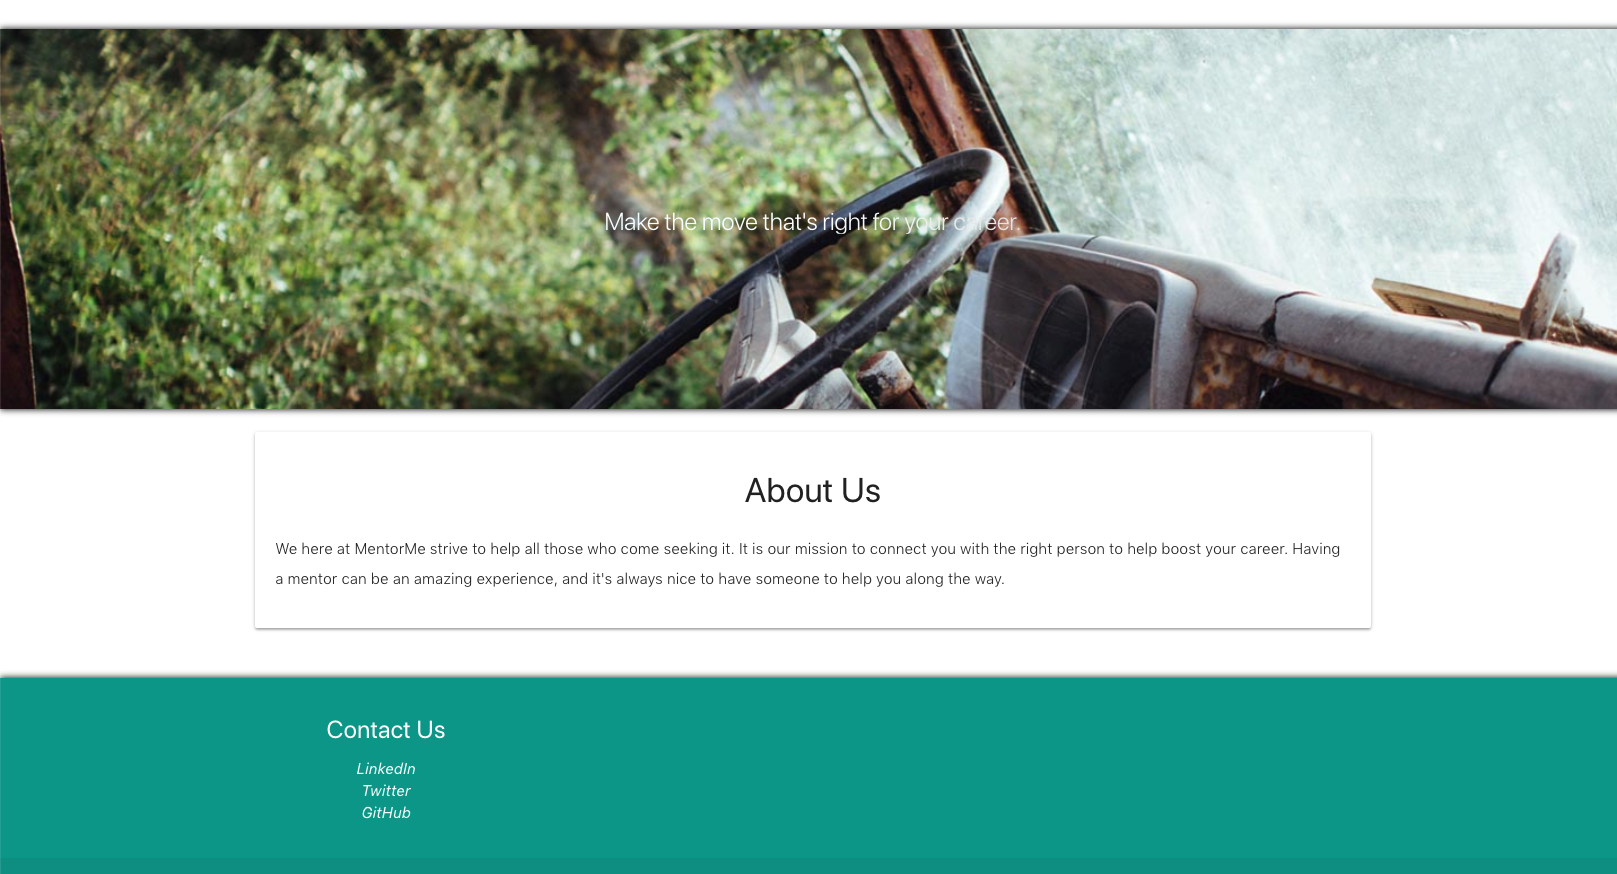 Make the move that's right for your career.
About Us
We here at MentorMe strive to help all those who come seeking it. It is our mission to connect you with the right person to help boost your career. Having
a mentor can be an amazing experience, and it's always nice to have someone to help you along the way.
Contact Us
LinkedIn
Twitter
GitHub